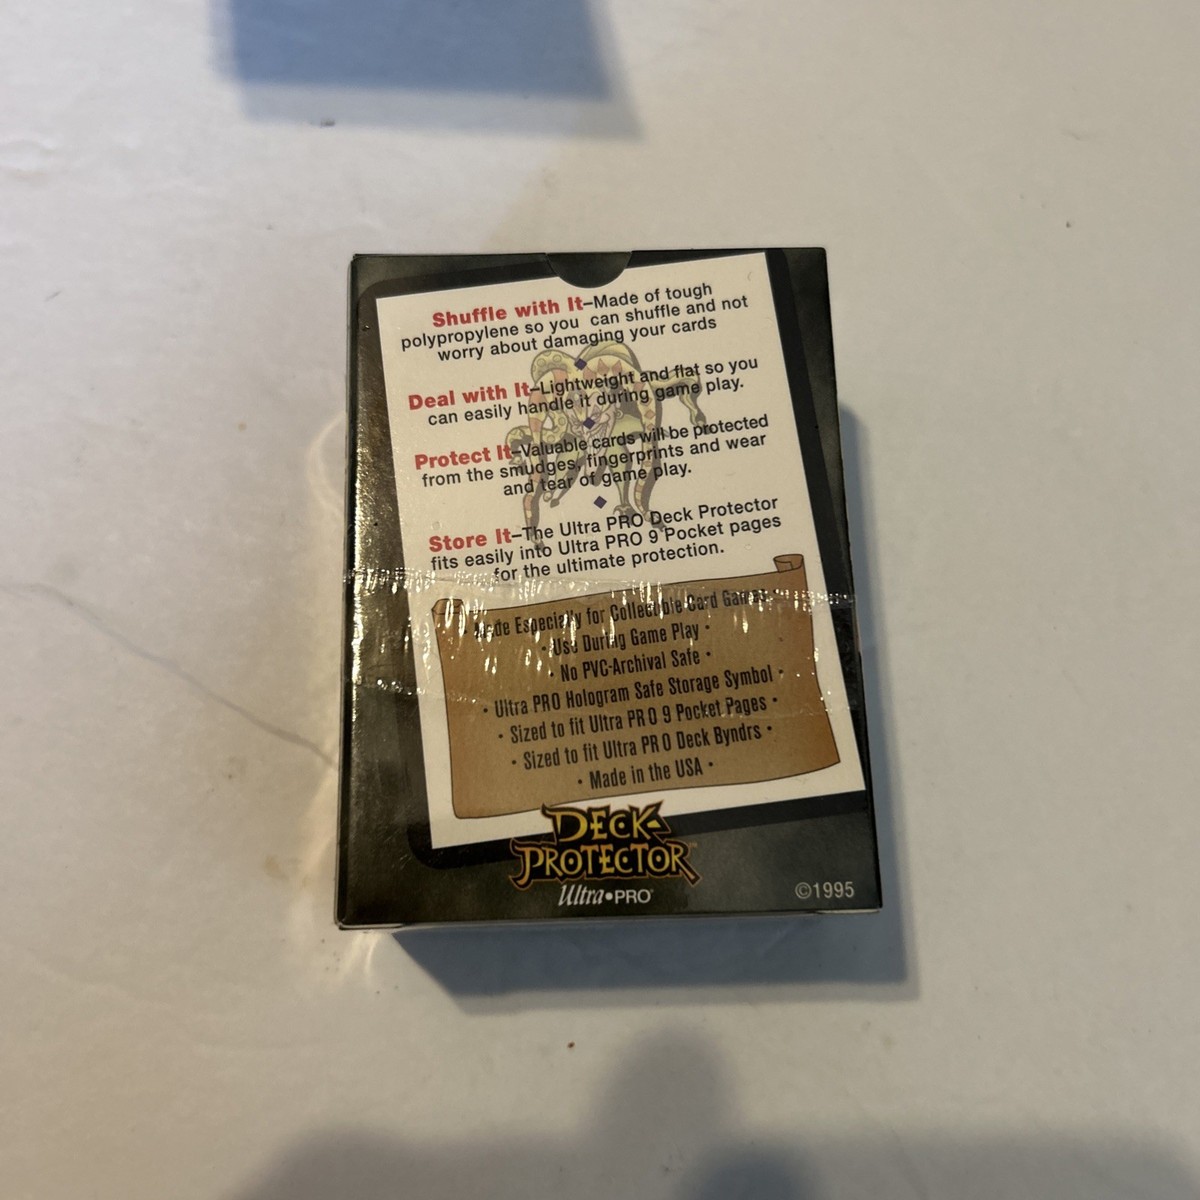 Shuffle with It–Made of tough
polypropylene so you can shuffle and not
worry about damaging your cards
Deal with It–Lightweight and flat so you
can easily handle it during game play.
Protect It–Valuable cards will be protected
from the smudges, fingerprints and wear
and tear of game play.
Store It–The Ultra PRO Deck Protector
fits easily into Ultra PRO 9 Pocket pages
for the ultimate protection.
• Made Especially for Collectible Card Games •
• Use During Game Play •
• No PVC-Archival Safe •
• Ultra PRO Hologram Safe Storage Symbol •
• Sized to fit Ultra PRO 9 Pocket Pages •
• Sized to fit Ultra PRO Deck Byndrs •
• Made in the USA •
DECK
PROTECTOR™
Ultra•PRO®
©1995